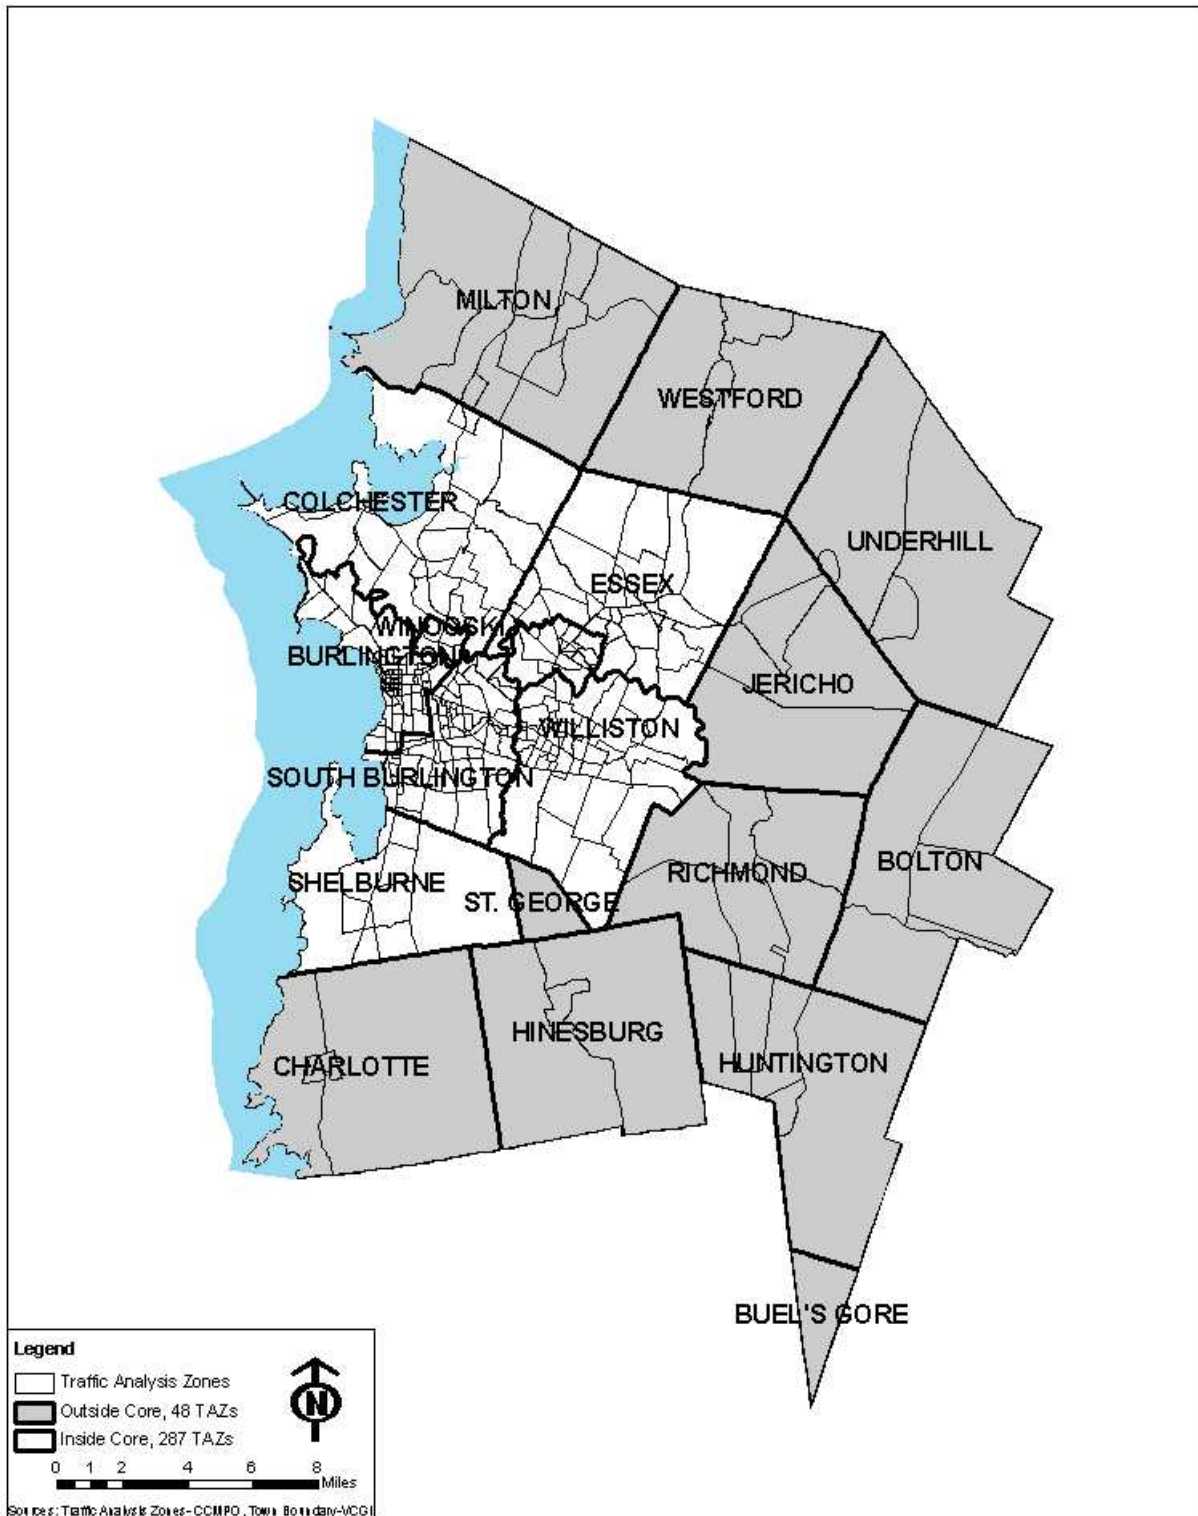 MILTON
WESTFORD
COLCHESTER
UNDERHILL
ESSEX
WINOOSKI
BURLINGTON
JERICHO
WILLISTON
SOUTH BURLINGTON
BOLTON
RICHMOND
SHELBURNE
ST. GEORGE
HINESBURG
HUNTINGTON
CHARLOTTE
BUEL'S GORE
Legend
Traffic Analysis Zones
Outside Core, 48 TAZs
Inside Core, 287 TAZs
N
0 1 2 4 6 8
Miles
Sources: Traffic Analysis Zones-CCMPO, Town Boundary-VCGI